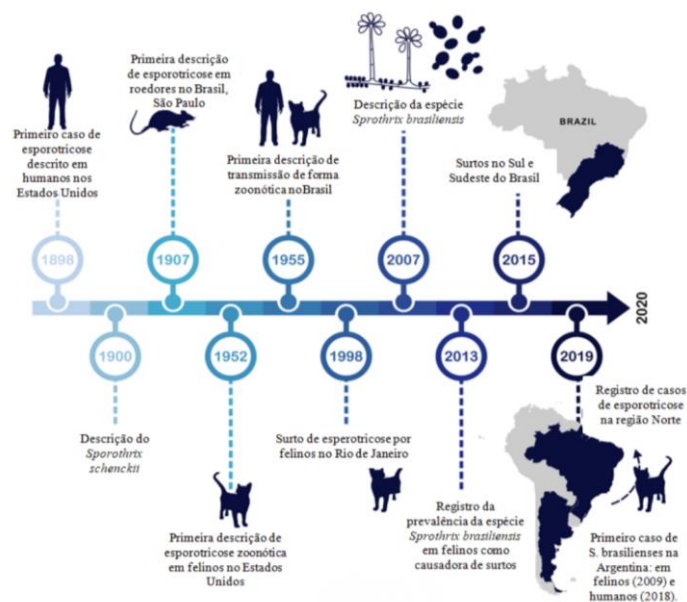 Primeiro caso de
esporotricose
descrito em
humanos nos
Estados Unidos
1898
Descrição do
Sporothrix
schenckii
1900
Primeira descrição
de esporotricose em
roedores no Brasil,
São Paulo
1907
Primeira descrição de
esporotricose zoonótica
em felinos no Estados
Unidos
1952
Primeira descrição de
transmissão de forma
zoonótica no Brasil
1955
Surto de esperotricose por
felinos no Rio de Janeiro
1998
Descrição da espécie
Sprothrix brasiliensis
2007
Registro da
prevalência da espécie
Sprothrix brasiliensis
em felinos como
causadora de surtos
2013
Surtos no Sul e
Sudeste do Brasil
2015
BRAZIL
2019
Registro de casos
de esporotricose
na região Norte
Primeiro caso de
S. brasilienses na
Argentina: em
felinos (2009) e
humanos (2018).
2020